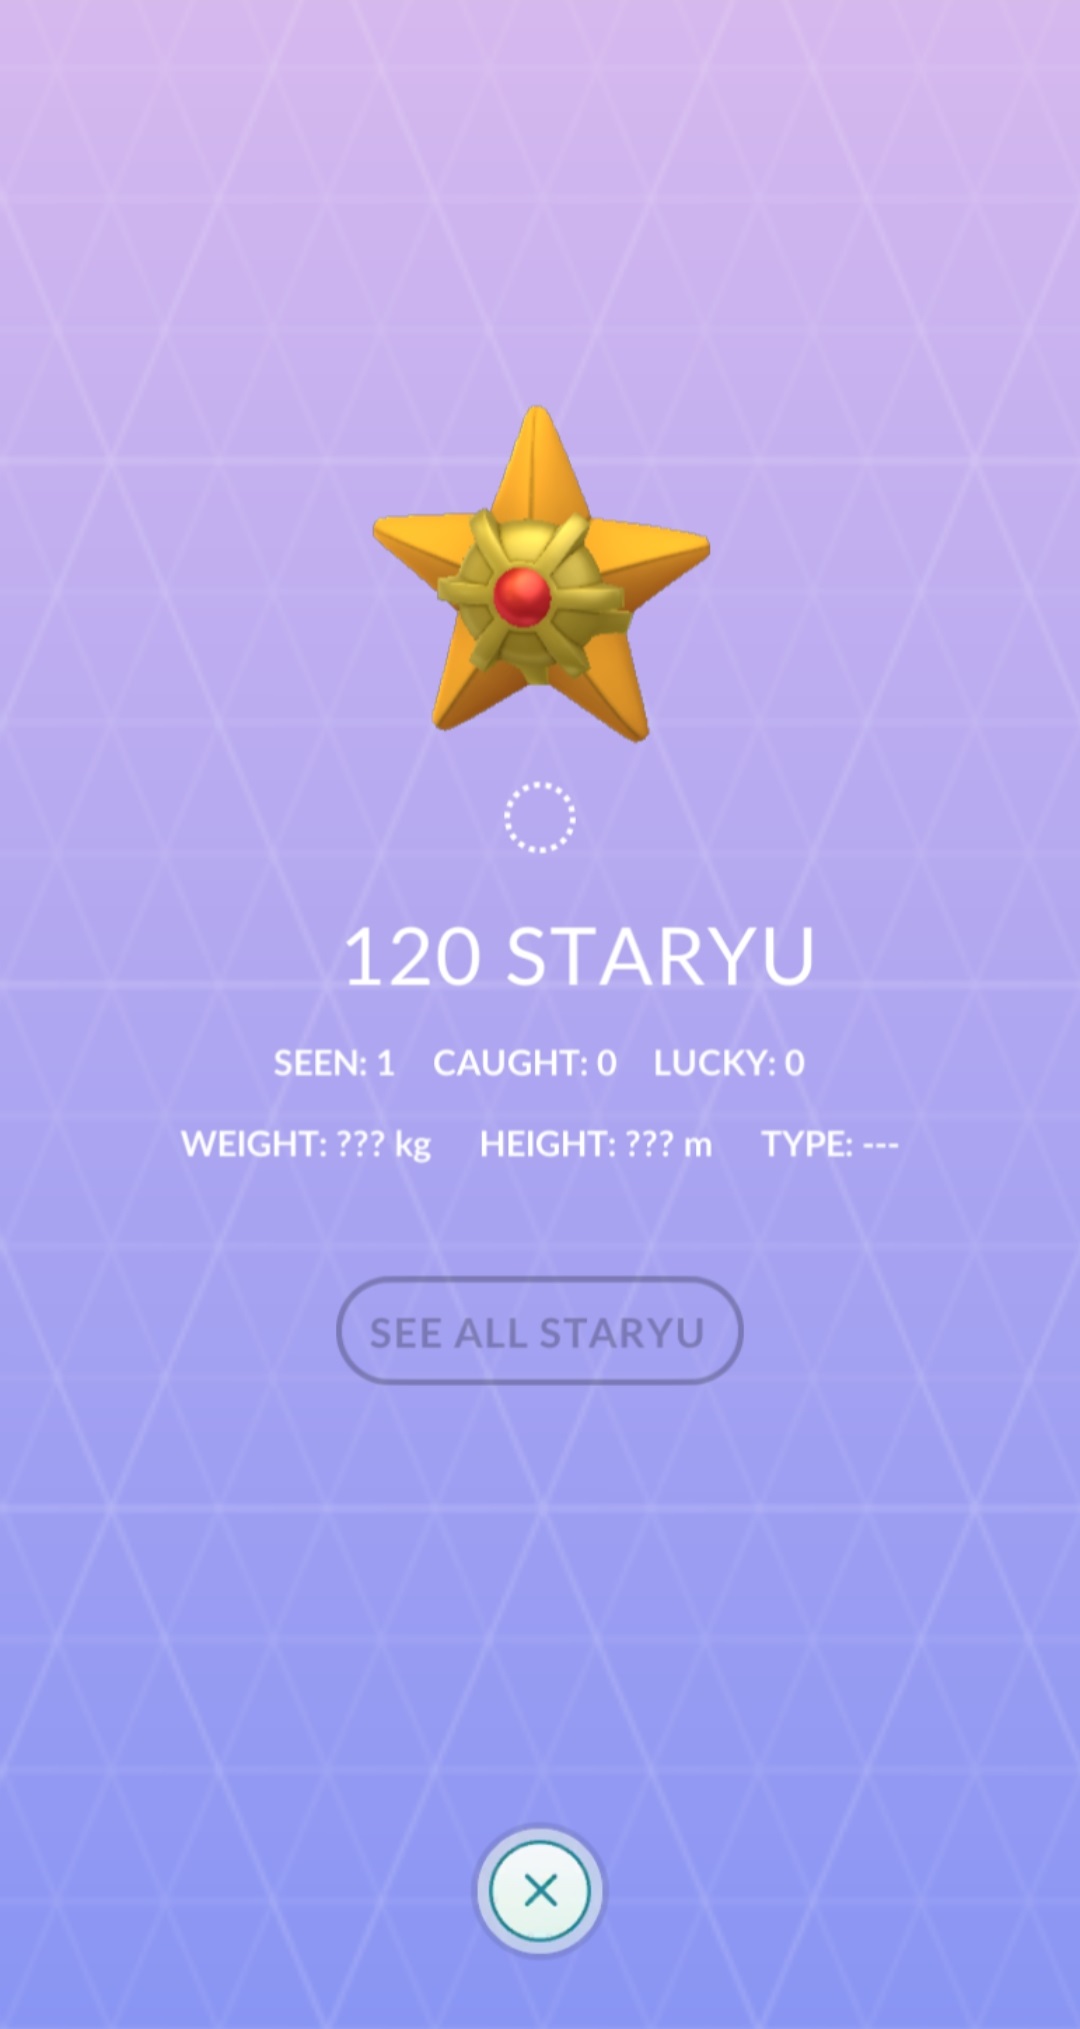 120 STARYU
SEEN: 1 CAUGHT: 0 LUCKY: 0
WEIGHT: ??? kg HEIGHT: ??? m TYPE: ---
SEE ALL STARYU